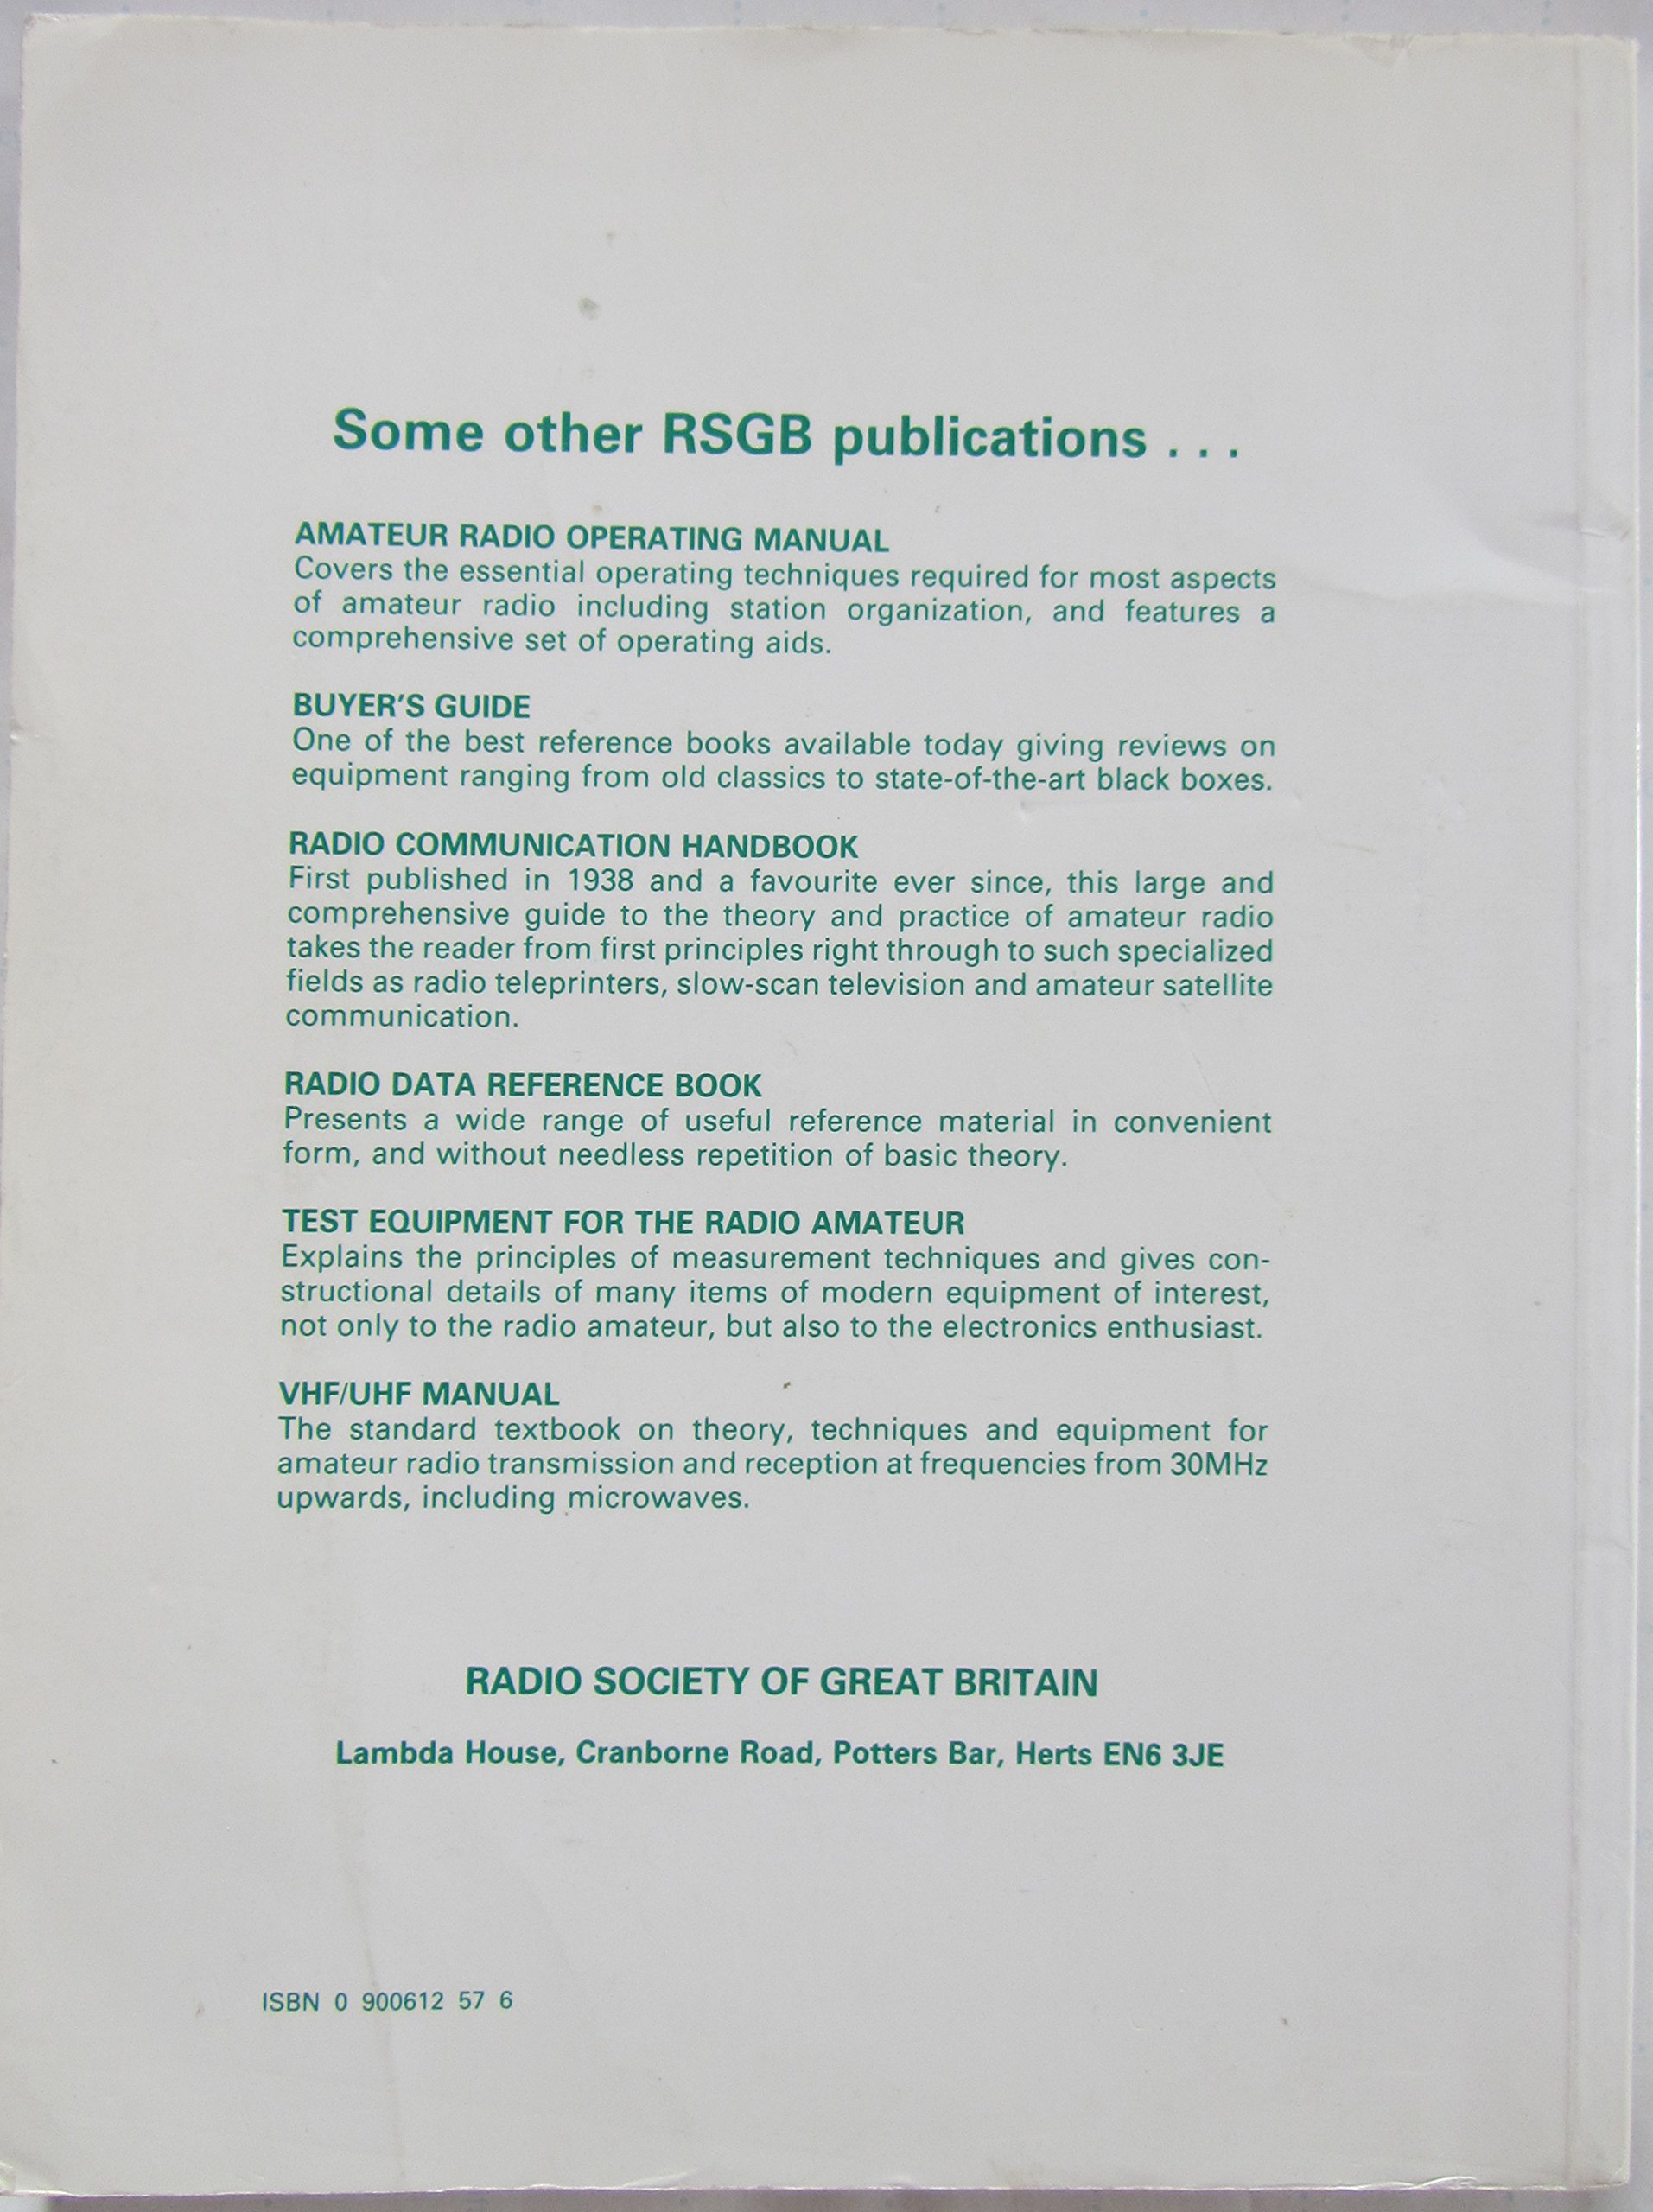 Some other RSGB publications . . .
AMATEUR RADIO OPERATING MANUAL
Covers the essential operating techniques required for most aspects
of amateur radio including station organization, and features a
comprehensive set of operating aids.
BUYER'S GUIDE
One of the best reference books available today giving reviews on
equipment ranging from old classics to state-of-the-art black boxes.
RADIO COMMUNICATION HANDBOOK
First published in 1938 and a favourite ever since, this large and
comprehensive guide to the theory and practice of amateur radio
takes the reader from first principles right through to such specialized
fields as radio teleprinters, slow-scan television and amateur satellite
communication.
RADIO DATA REFERENCE BOOK
Presents a wide range of useful reference material in convenient
form, and without needless repetition of basic theory.
TEST EQUIPMENT FOR THE RADIO AMATEUR
Explains the principles of measurement techniques and gives con-
structional details of many items of modern equipment of interest,
not only to the radio amateur, but also to the electronics enthusiast.
VHF/UHF MANUAL
The standard textbook on theory, techniques and equipment for
amateur radio transmission and reception at frequencies from 30MHz
upwards, including microwaves.
RADIO SOCIETY OF GREAT BRITAIN
Lambda House, Cranborne Road, Potters Bar, Herts EN6 3JE
ISBN 0 900612 57 6